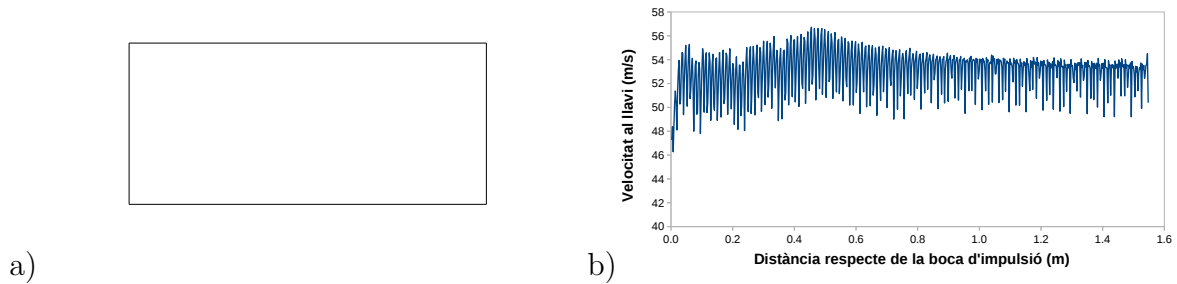 a)
b)
Velocitat al llavi (m/s)
58
56
54
52
50
48
46
44
42
40
0.0 0.2 0.4 0.6 0.8 1.0 1.2 1.4 1.6
Distància respecte de la boca d'impulsió (m)